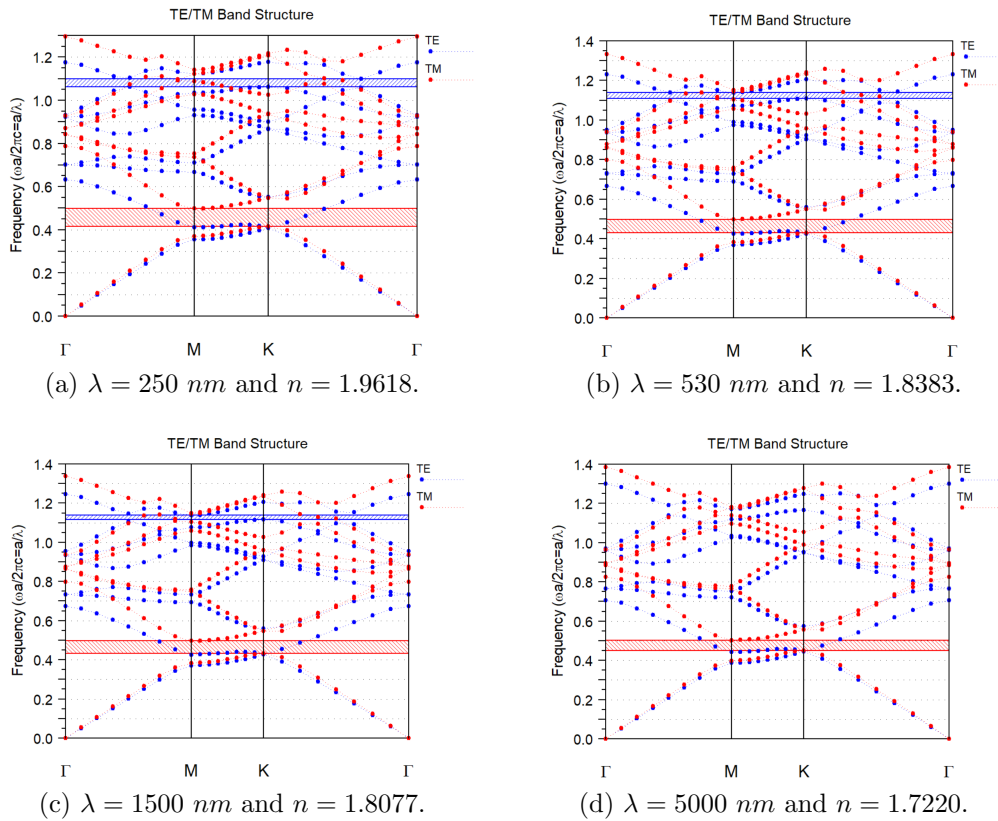 TE/TM Band Structure
Frequency (ωa/2πc=a/λ)
1.2
1.0
0.8
0.6
0.4
0.2
0.0
Γ M K Γ
TE
TM
(a) λ = 250 nm and n = 1.9618.
TE/TM Band Structure
Frequency (ωa/2πc=a/λ)
1.4
1.2
1.0
0.8
0.6
0.4
0.2
0.0
Γ M K Γ
TE
TM
(b) λ = 530 nm and n = 1.8383.
TE/TM Band Structure
Frequency (ωa/2πc=a/λ)
1.4
1.2
1.0
0.8
0.6
0.4
0.2
0.0
Γ M K Γ
TE
TM
(c) λ = 1500 nm and n = 1.8077.
TE/TM Band Structure
Frequency (ωa/2πc=a/λ)
1.4
1.2
1.0
0.8
0.6
0.4
0.2
0.0
Γ M K Γ
TE
TM
(d) λ = 5000 nm and n = 1.7220.